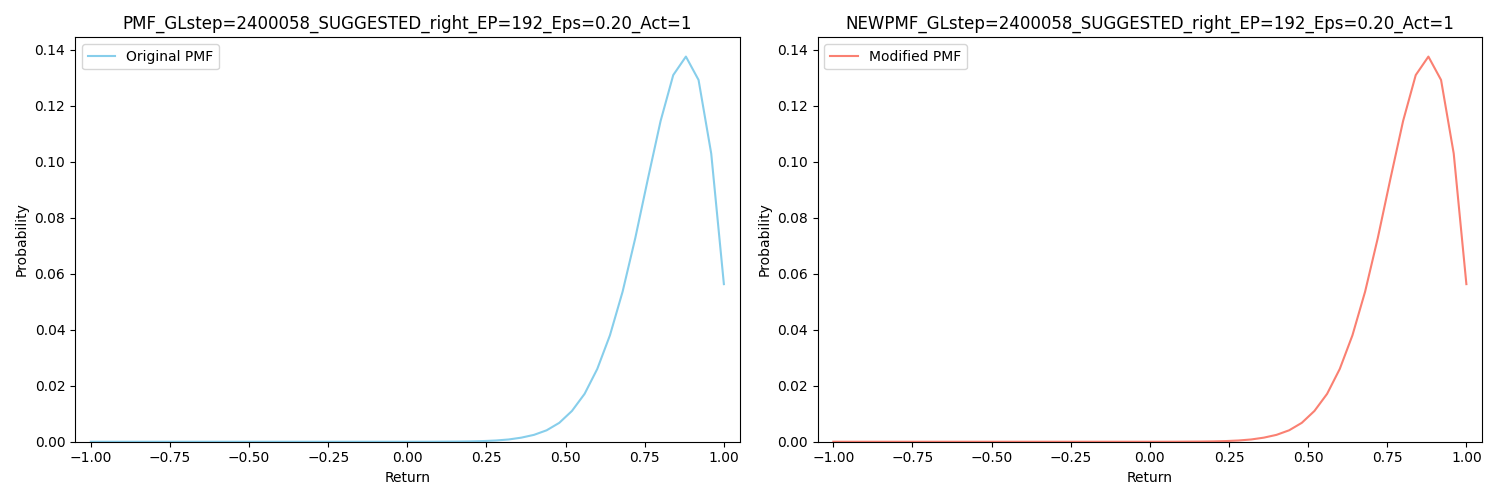 PMF_GLstep=2400058_SUGGESTED_right_EP=192_Eps=0.20_Act=1
Original PMF
0.14
0.12
0.10
0.08
0.06
0.04
0.02
0.00
Probability
−1.00 −0.75 −0.50 −0.25 0.00 0.25 0.50 0.75 1.00
Return
NEWPMF_GLstep=2400058_SUGGESTED_right_EP=192_Eps=0.20_Act=1
Modified PMF
0.14
0.12
0.10
0.08
0.06
0.04
0.02
0.00
Probability
−1.00 −0.75 −0.50 −0.25 0.00 0.25 0.50 0.75 1.00
Return